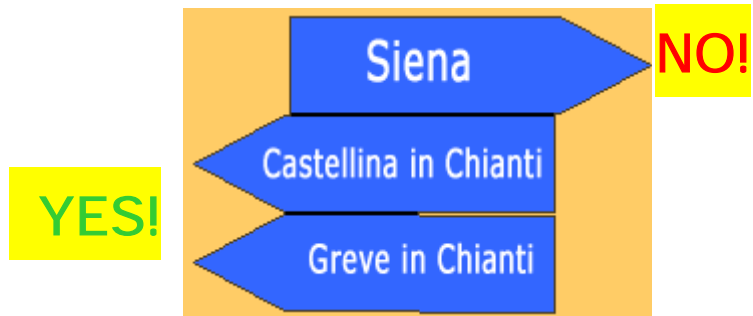 Siena
NO!
Castellina in Chianti
YES!
Greve in Chianti